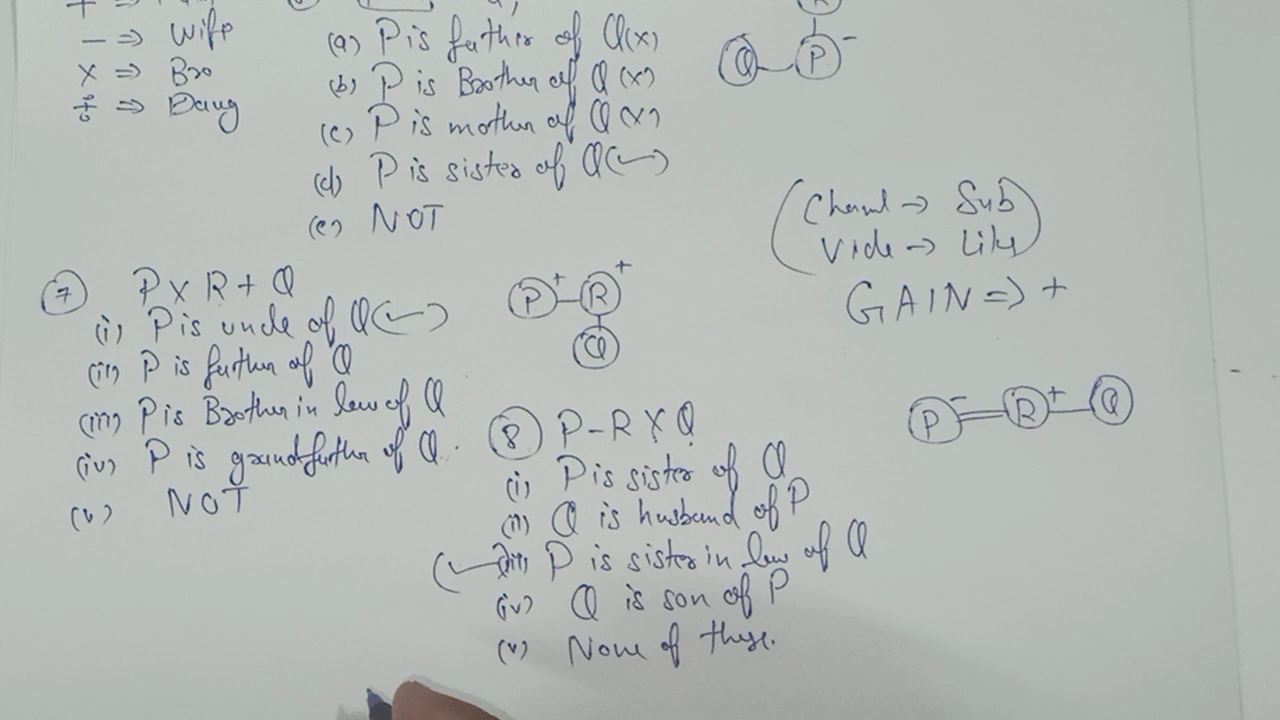 − ⇒ Wife
× ⇒ Bro
÷ ⇒ Daug
(a) P is father of Q(x)
(b) P is Brother of Q(x)
(c) P is mother of Q(x)
(d) P is sister of Q(✓)
(e) NOT
R
Q P −
(Channel → Sub)
Vide → Like
GAIN ⇒ +
7 P x R + Q
(i) P is uncle of Q(✓)
(ii) P is father of Q
(iii) P is Brother in law of Q
(iv) P is grandfather of Q.
(v) NOT
P + R +
Q
8 P − R x Q
(i) P is sister of Q
(ii) Q is husband of P
(✓)(iii) P is sister in law of Q
(iv) Q is son of P
(v) None of these.
P − R + Q